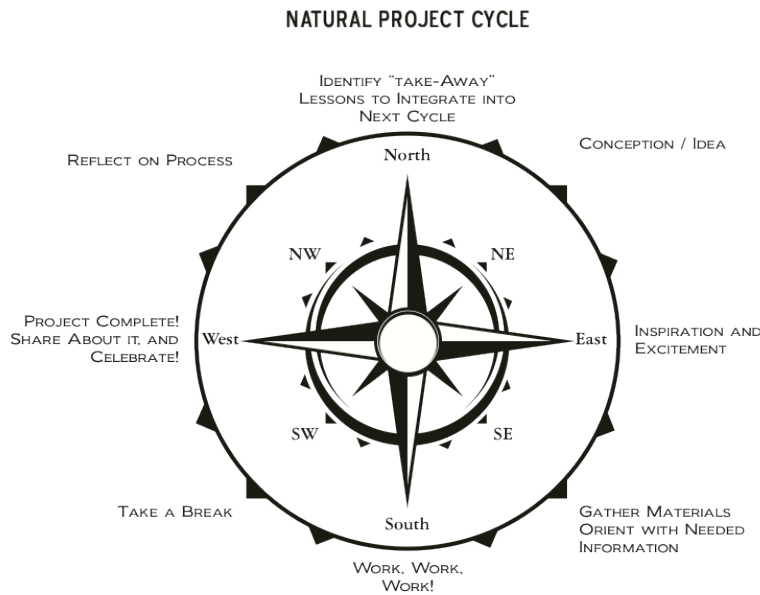 NATURAL PROJECT CYCLE
IDENTIFY "TAKE-AWAY"
LESSONS TO INTEGRATE INTO
NEXT CYCLE
CONCEPTION / IDEA
REFLECT ON PROCESS
North
NW
NE
PROJECT COMPLETE!
SHARE ABOUT IT, AND
CELEBRATE!
West
East
INSPIRATION AND
EXCITEMENT
SW
SE
TAKE A BREAK
GATHER MATERIALS
ORIENT WITH NEEDED
INFORMATION
South
WORK, WORK,
WORK!